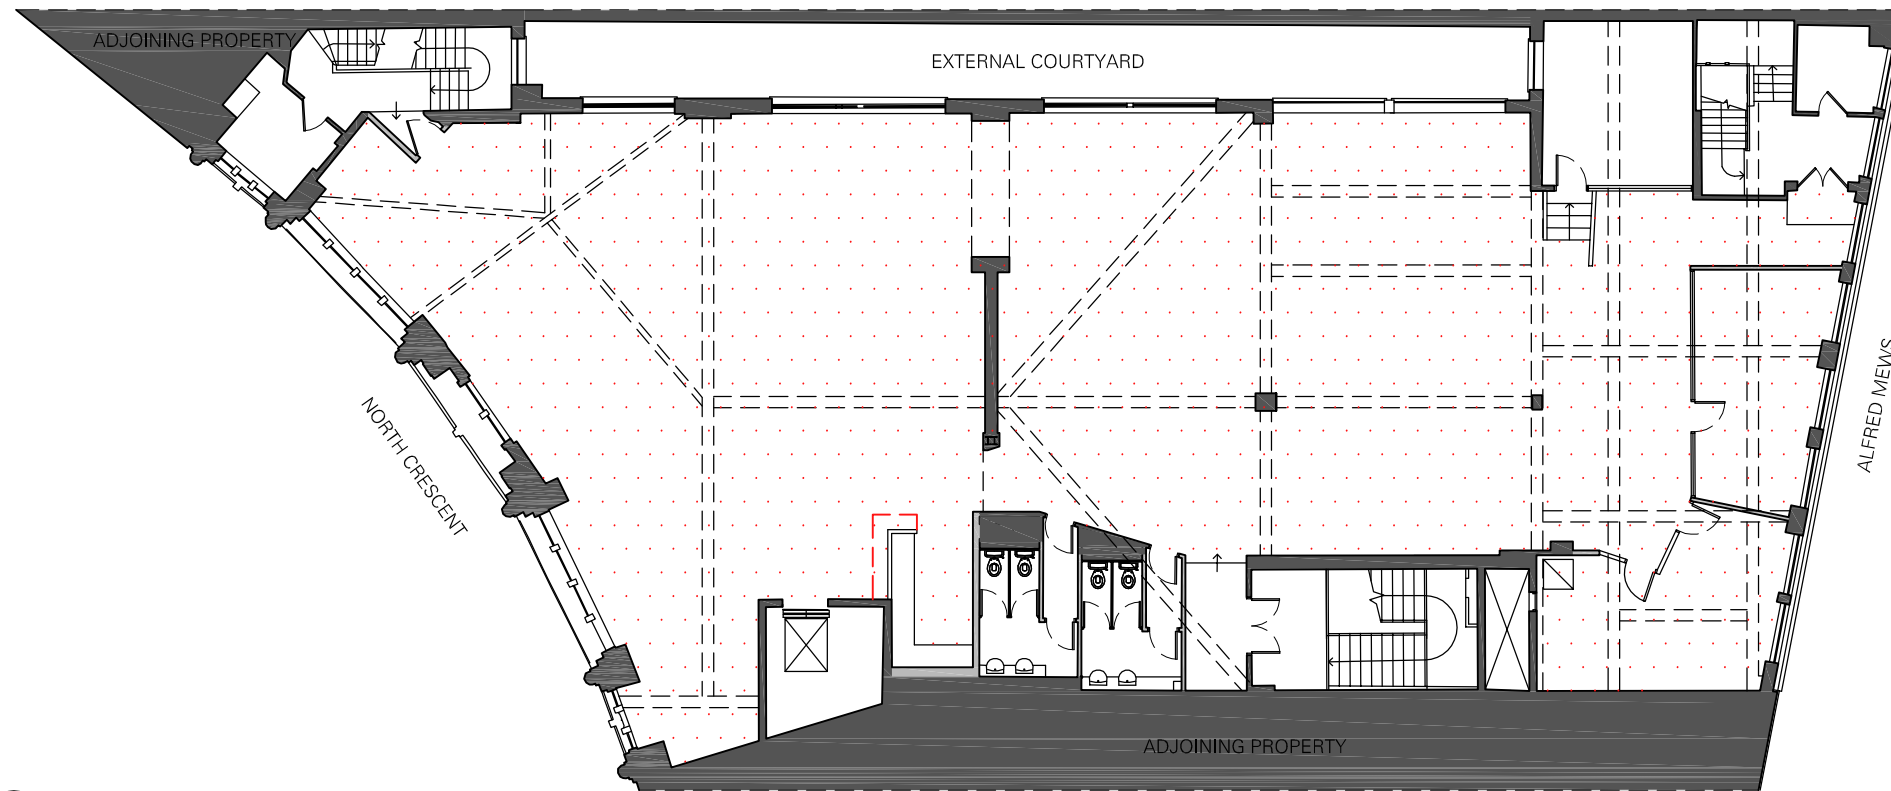 ADJOINING PROPERTY
EXTERNAL COURTYARD
NORTH CRESCENT
ALFRED MEWS
ADJOINING PROPERTY